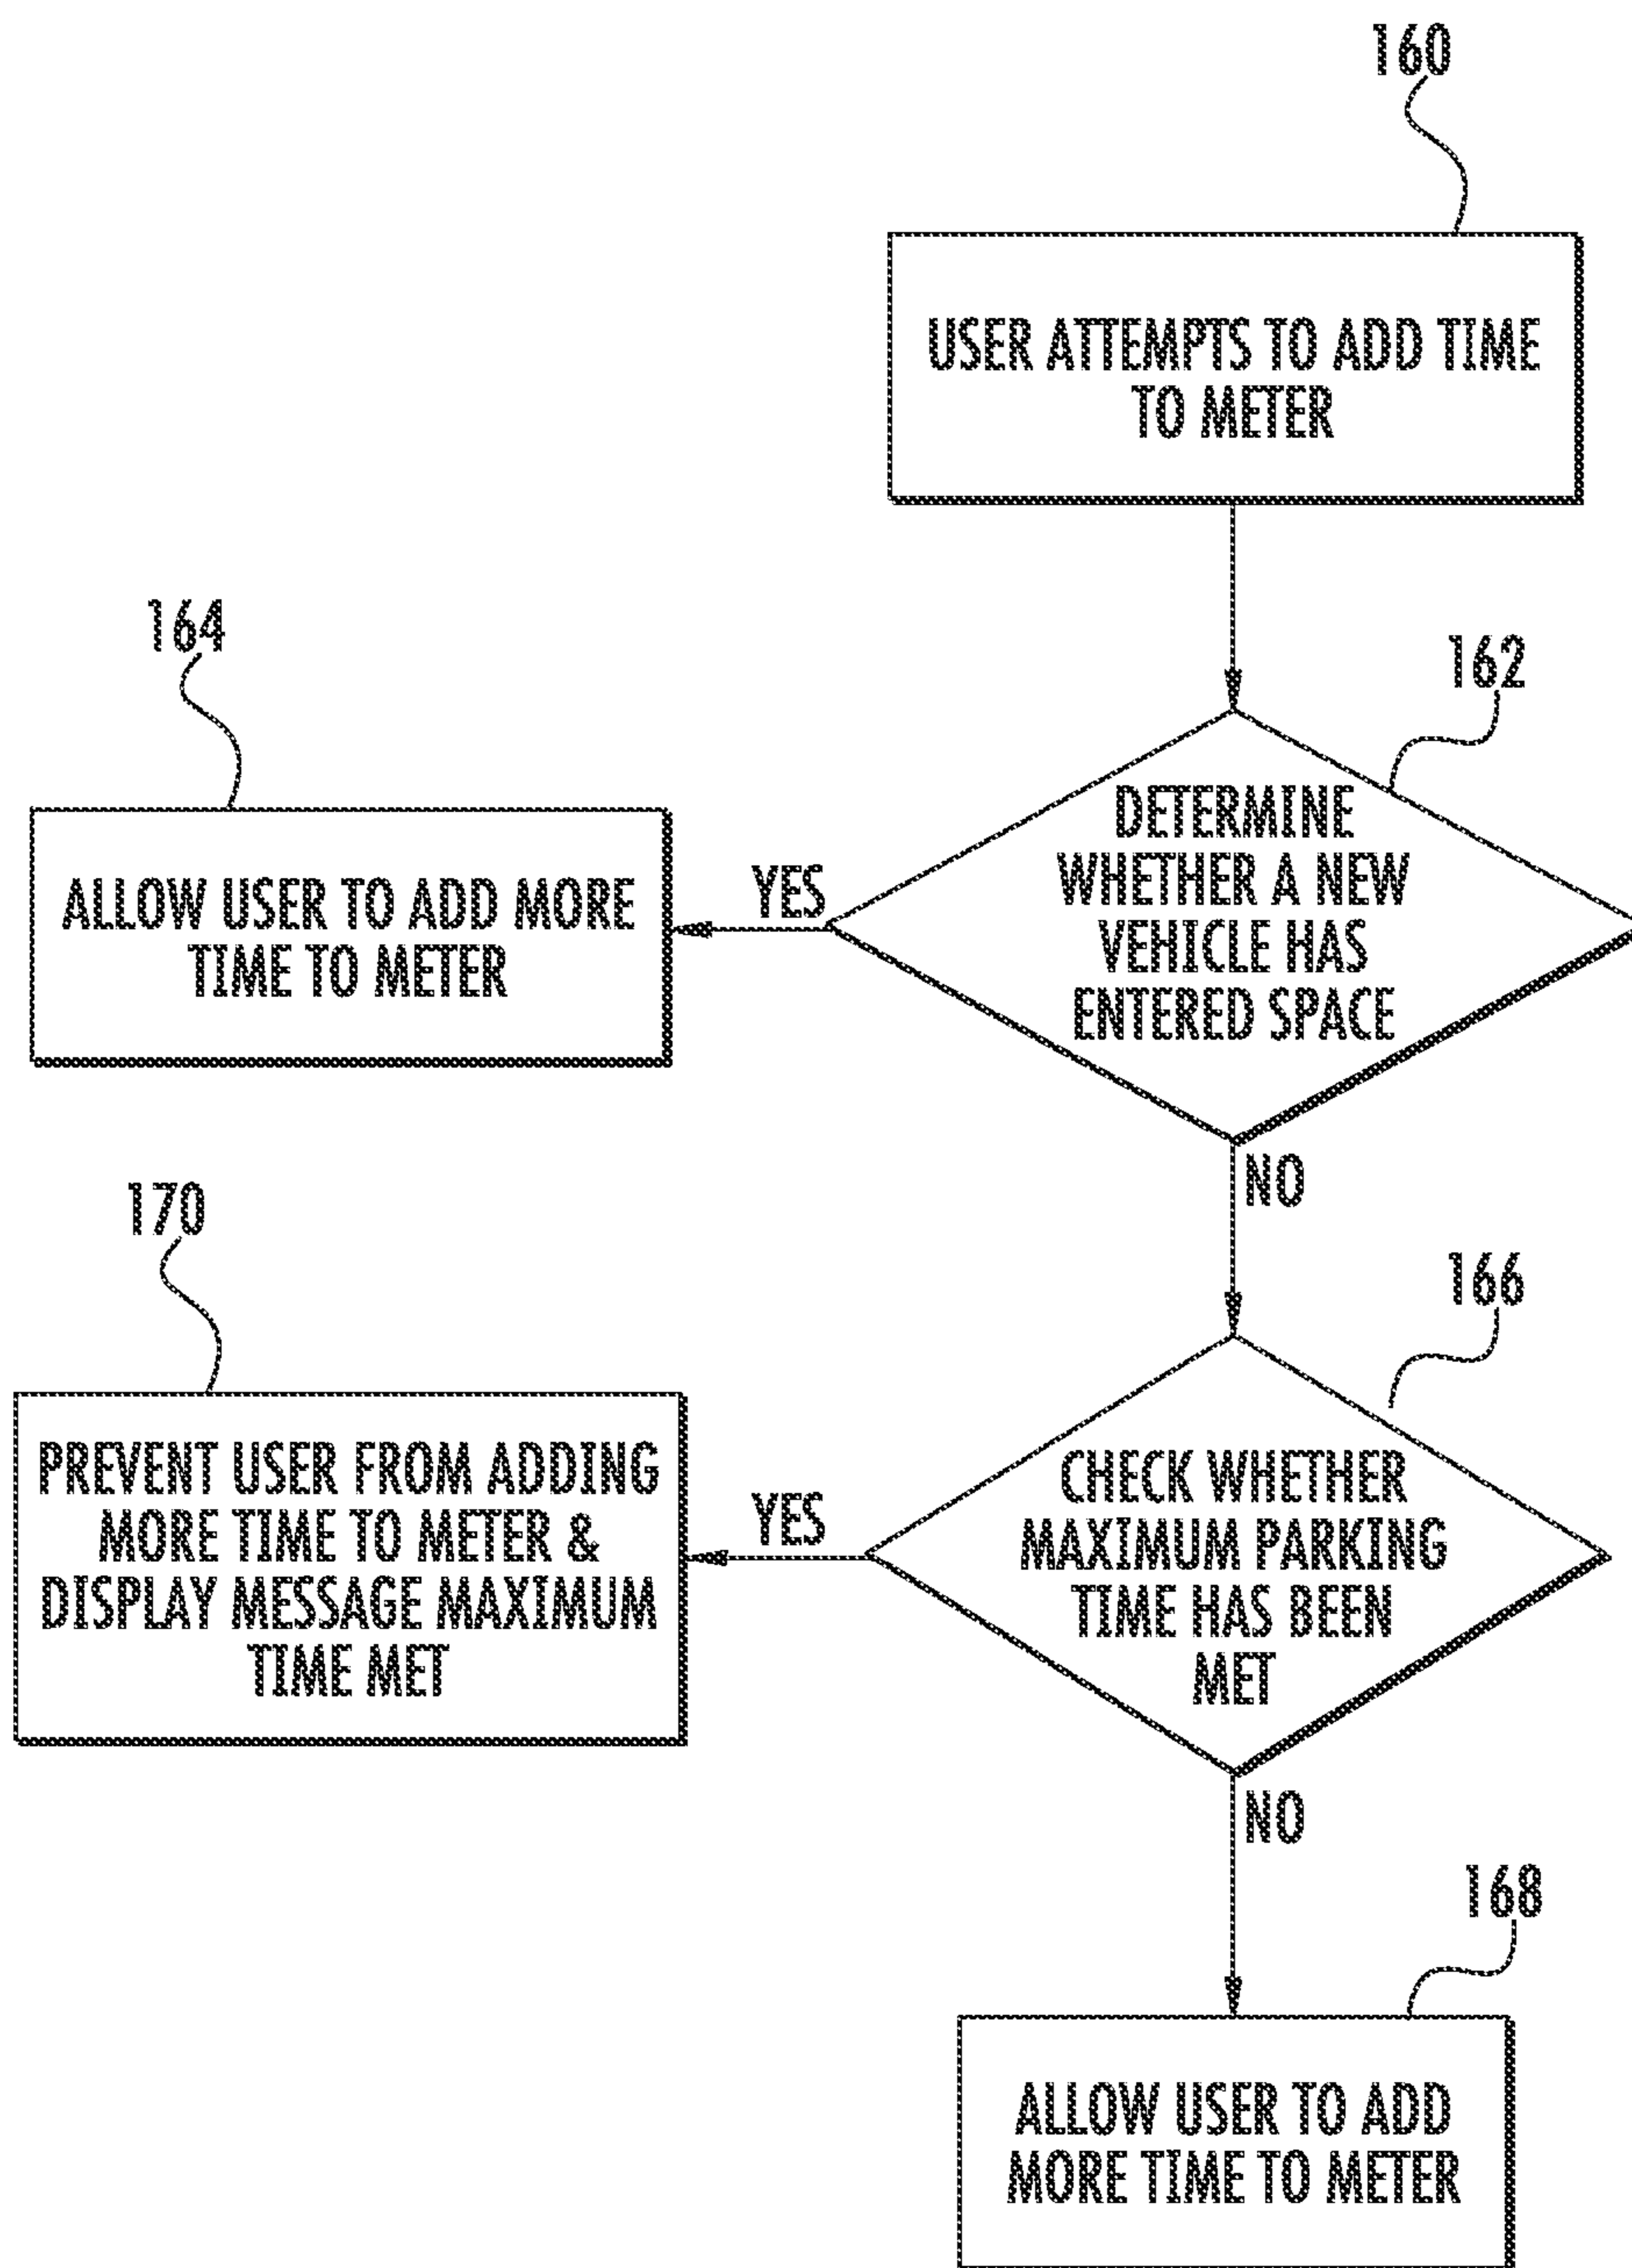 160
USER ATTEMPTS TO ADD TIME
TO METER
164
162
DETERMINE
WHETHER A NEW
VEHICLE HAS
ENTERED SPACE
YES
ALLOW USER TO ADD MORE
TIME TO METER
NO
170
166
CHECK WHETHER
MAXIMUM PARKING
TIME HAS BEEN
MET
YES
PREVENT USER FROM ADDING
MORE TIME TO METER &
DISPLAY MESSAGE MAXIMUM
TIME MET
NO
168
ALLOW USER TO ADD
MORE TIME TO METER